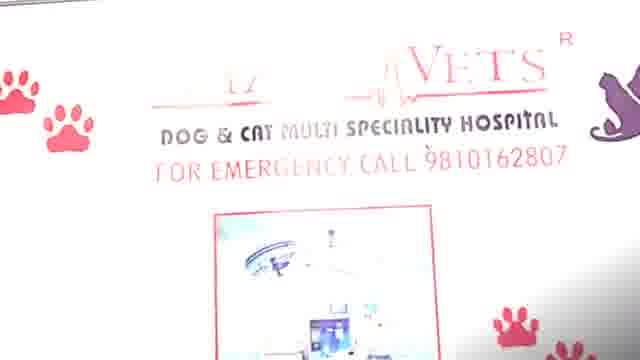 VETS ®
DOG & CAT MULTI SPECIALITY HOSPITAL
FOR EMERGENCY CALL 9810162807